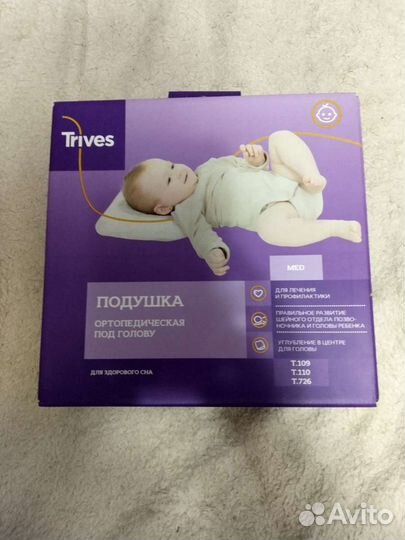 Trives
MED
ПОДУШКА
ОРТОПЕДИЧЕСКАЯ
ПОД ГОЛОВУ
ДЛЯ ЗДОРОВОГО СНА
ДЛЯ ЛЕЧЕНИЯ
И ПРОФИЛАКТИКИ
ПРАВИЛЬНОЕ РАЗВИТИЕ
ШЕЙНОГО ОТДЕЛА ПОЗВО-
НОЧНИКА И ГОЛОВЫ РЕБЕНКА
УГЛУБЛЕНИЕ В ЦЕНТРЕ
ДЛЯ ГОЛОВЫ
Т.109
Т.110
Т.726
Avito